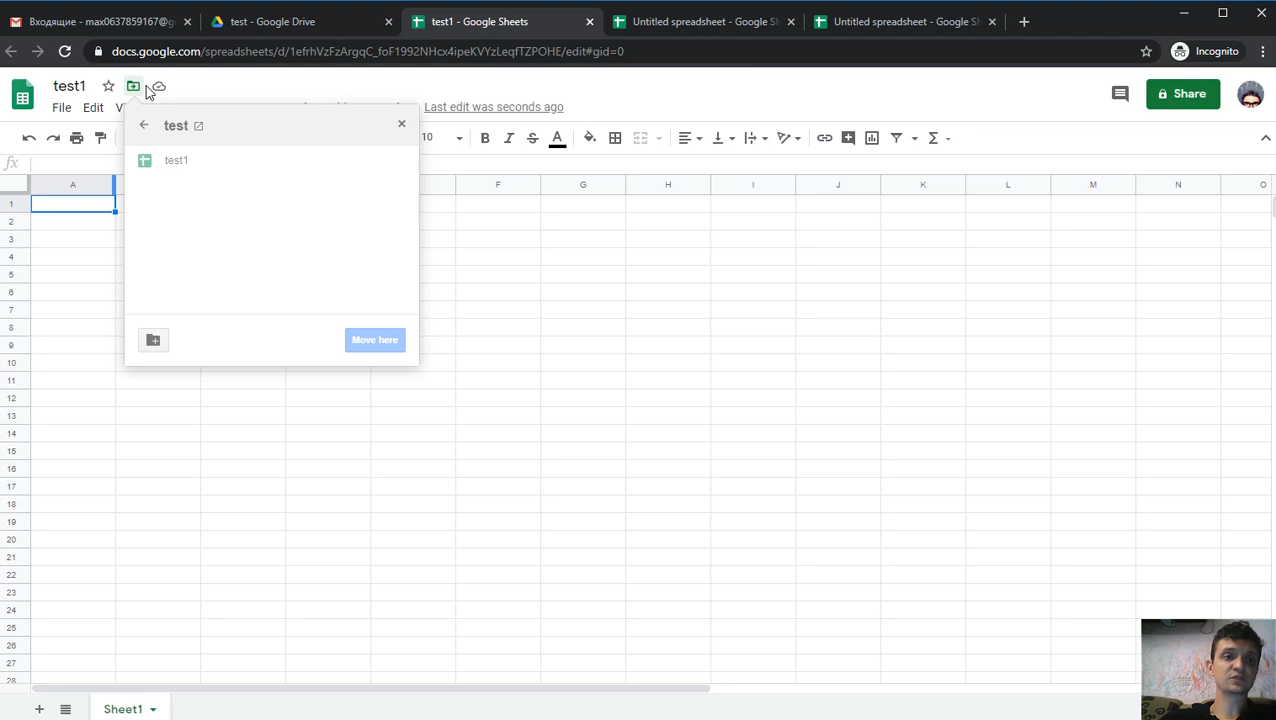 Входящие - max0637859167@g
test - Google Drive
test1 - Google Sheets
Untitled spreadsheet - Google Sh
Untitled spreadsheet - Google Sh
docs.google.com/spreadsheets/d/1efrhVzFzArgqC_foF1992NHcx4ipeKVYzLeqfTZPOHE/edit#gid=0
Incognito
test1
File Edit V
Last edit was seconds ago
Share
test
10
B I S A
fx
test1
A F G H I J K L M N O
1
2
3
4
5
6
7
8
9
10
11
12
13
14
15
16
17
18
19
20
21
22
23
24
25
26
27
28
Move here
Sheet1